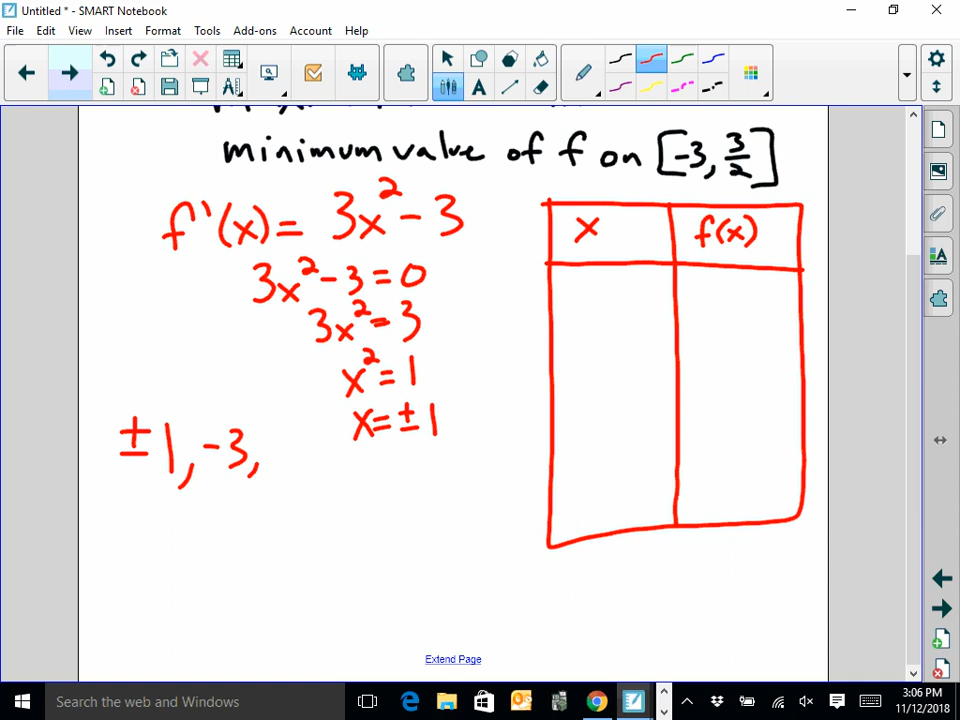 Untitled * - SMART Notebook
File Edit View Insert Format Tools Add-ons Account Help
minimum value of f on [-3, 3/2]
f'(x) = 3x² - 3
3x² - 3 = 0
3x² = 3
x² = 1
x = ± 1
± 1, -3,
x f(x)
Extend Page
Search the web and Windows
3:06 PM
11/12/2018